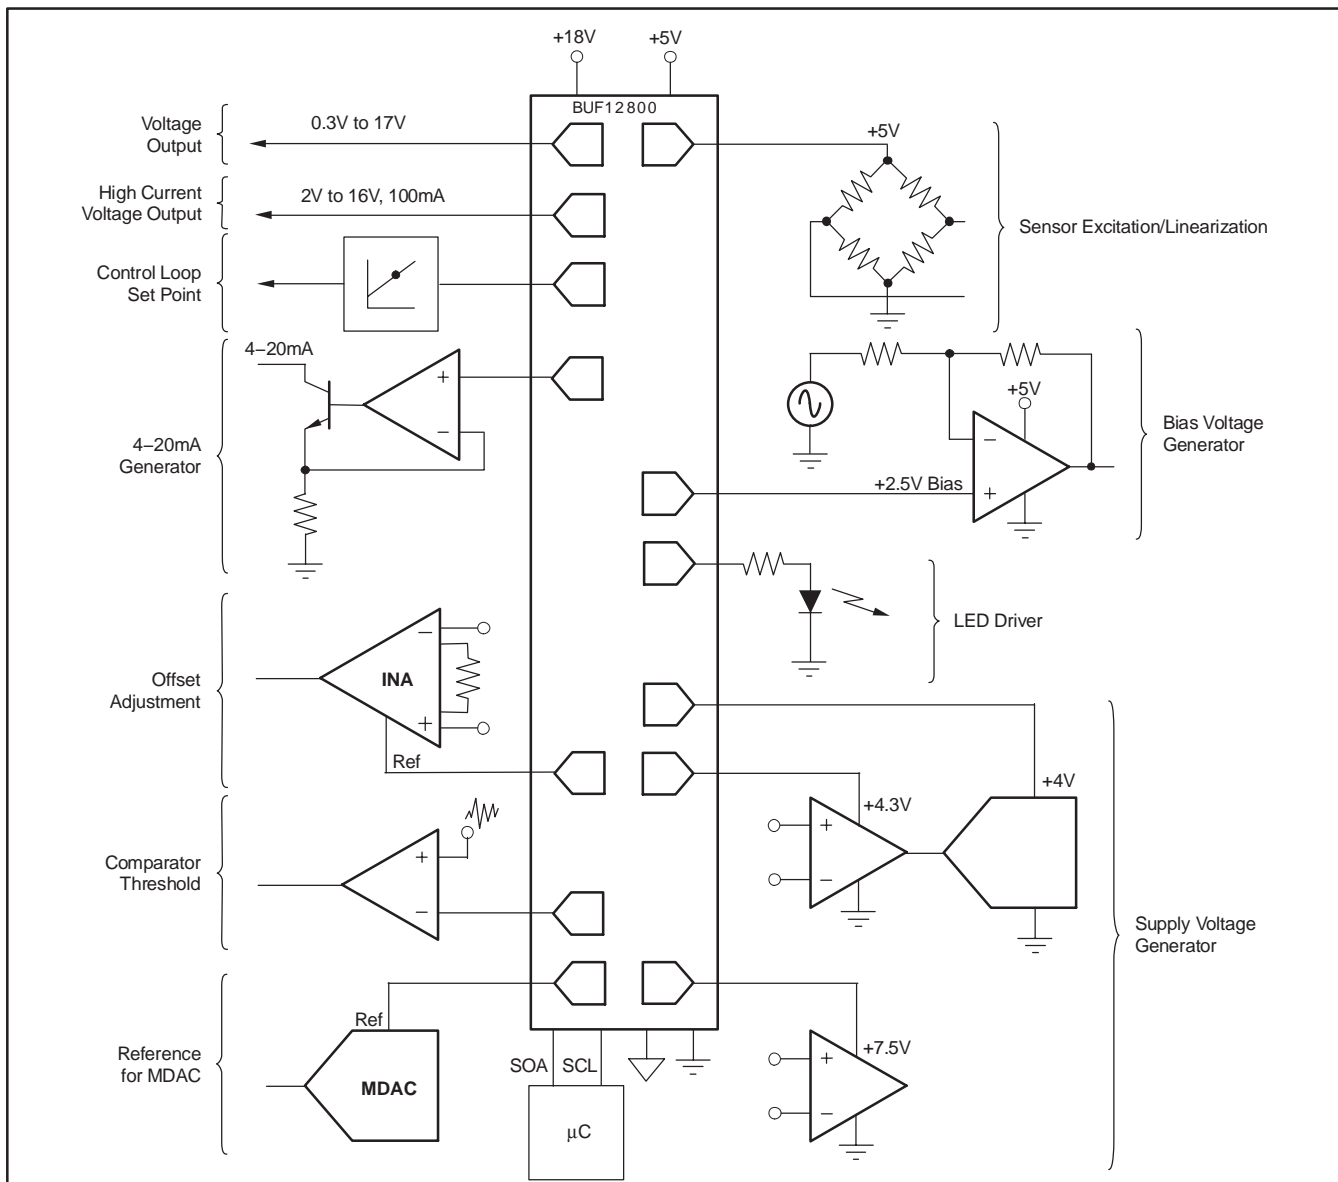 +18V
+5V
BUF12800
Voltage
Output
0.3V to 17V
High Current
Voltage Output
2V to 16V, 100mA
Control Loop
Set Point
4−20mA
4−20mA
Generator
+
−
Offset
Adjustment
INA
−
+
Ref
Comparator
Threshold
+
−
Reference
for MDAC
Ref
MDAC
SOA
SCL
μC
+5V
Sensor Excitation/Linearization
+5V
−
+
+2.5V Bias
Bias Voltage
Generator
LED Driver
+4V
+4.3V
+
−
+7.5V
+
−
Supply Voltage
Generator